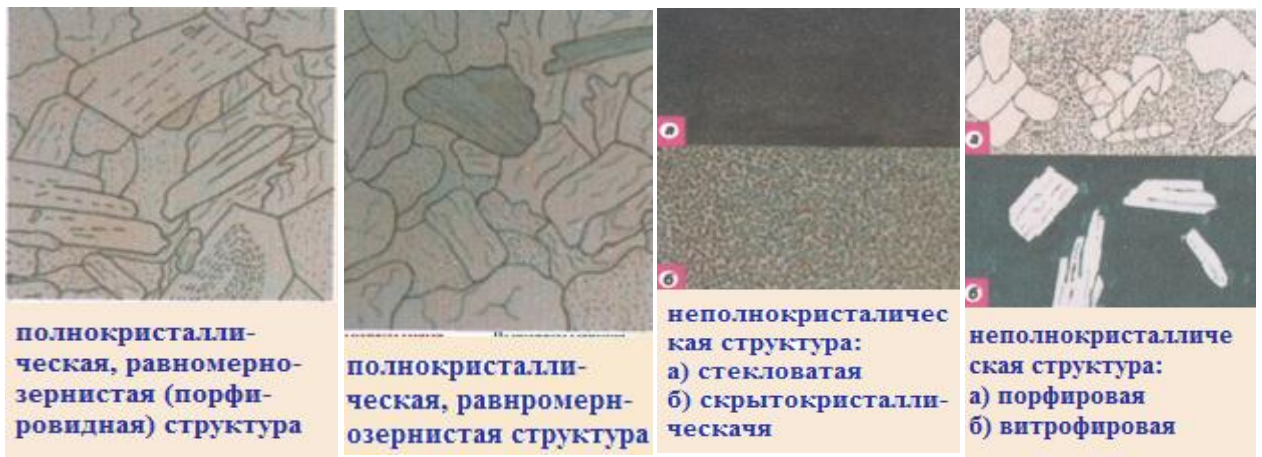 полнокристалли-
ческая, равномерно-
зернистая (порфи-
ровидная) структура
полнокристалли-
ческая, равнромерн-
озернистая структура
а
б
неполнокристаличес
кая структура:
а) стекловатая
б) скрытокристалли-
ческачя
а
б
неполнокристалличе
ская структура:
а) порфировая
б) витрофировая